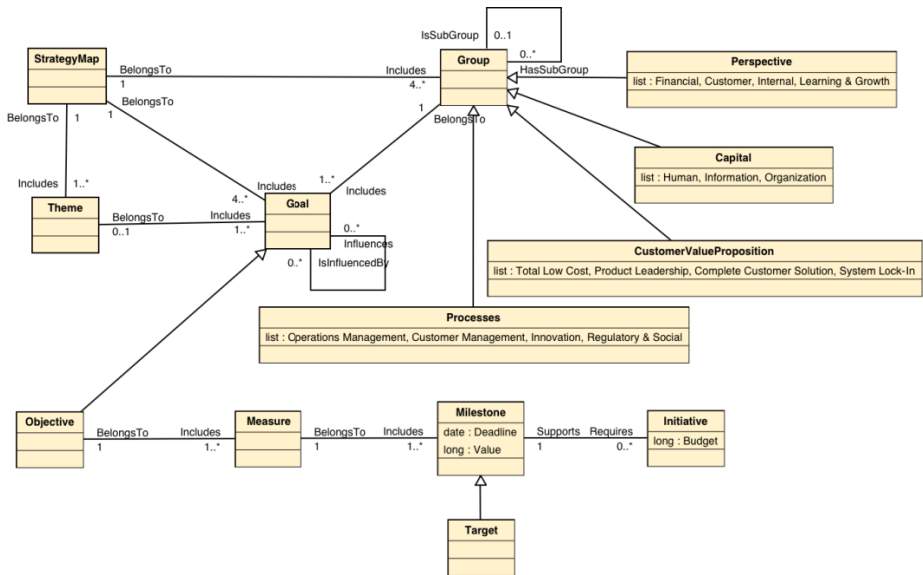 IsSubGroup
0..1
0..*
StrategyMap
BelongsTo
1
Includes
4..*
Group
HasSubGroup
Perspective
list : Financial, Customer, Internal, Learning & Growth
BelongsTo
1
BelongsTo
1
1
BelongsTo
Capital
list : Human, Information, Organization
Includes
1..*
Includes
4..*
1..*
Includes
Theme
BelongsTo
0..1
Includes
1..*
Goal
0..*
Influences
0..*
IsInfluencedBy
CustomerValueProposition
list : Total Low Cost, Product Leadership, Complete Customer Solution, System Lock-In
Processes
list : Operations Management, Customer Management, Innovation, Regulatory & Social
Objective
BelongsTo
1
Includes
1..*
Measure
BelongsTo
1
Includes
1..*
Milestone
date : Deadline
long : Value
Supports
1
Requires
0..*
Initiative
long : Budget
Target